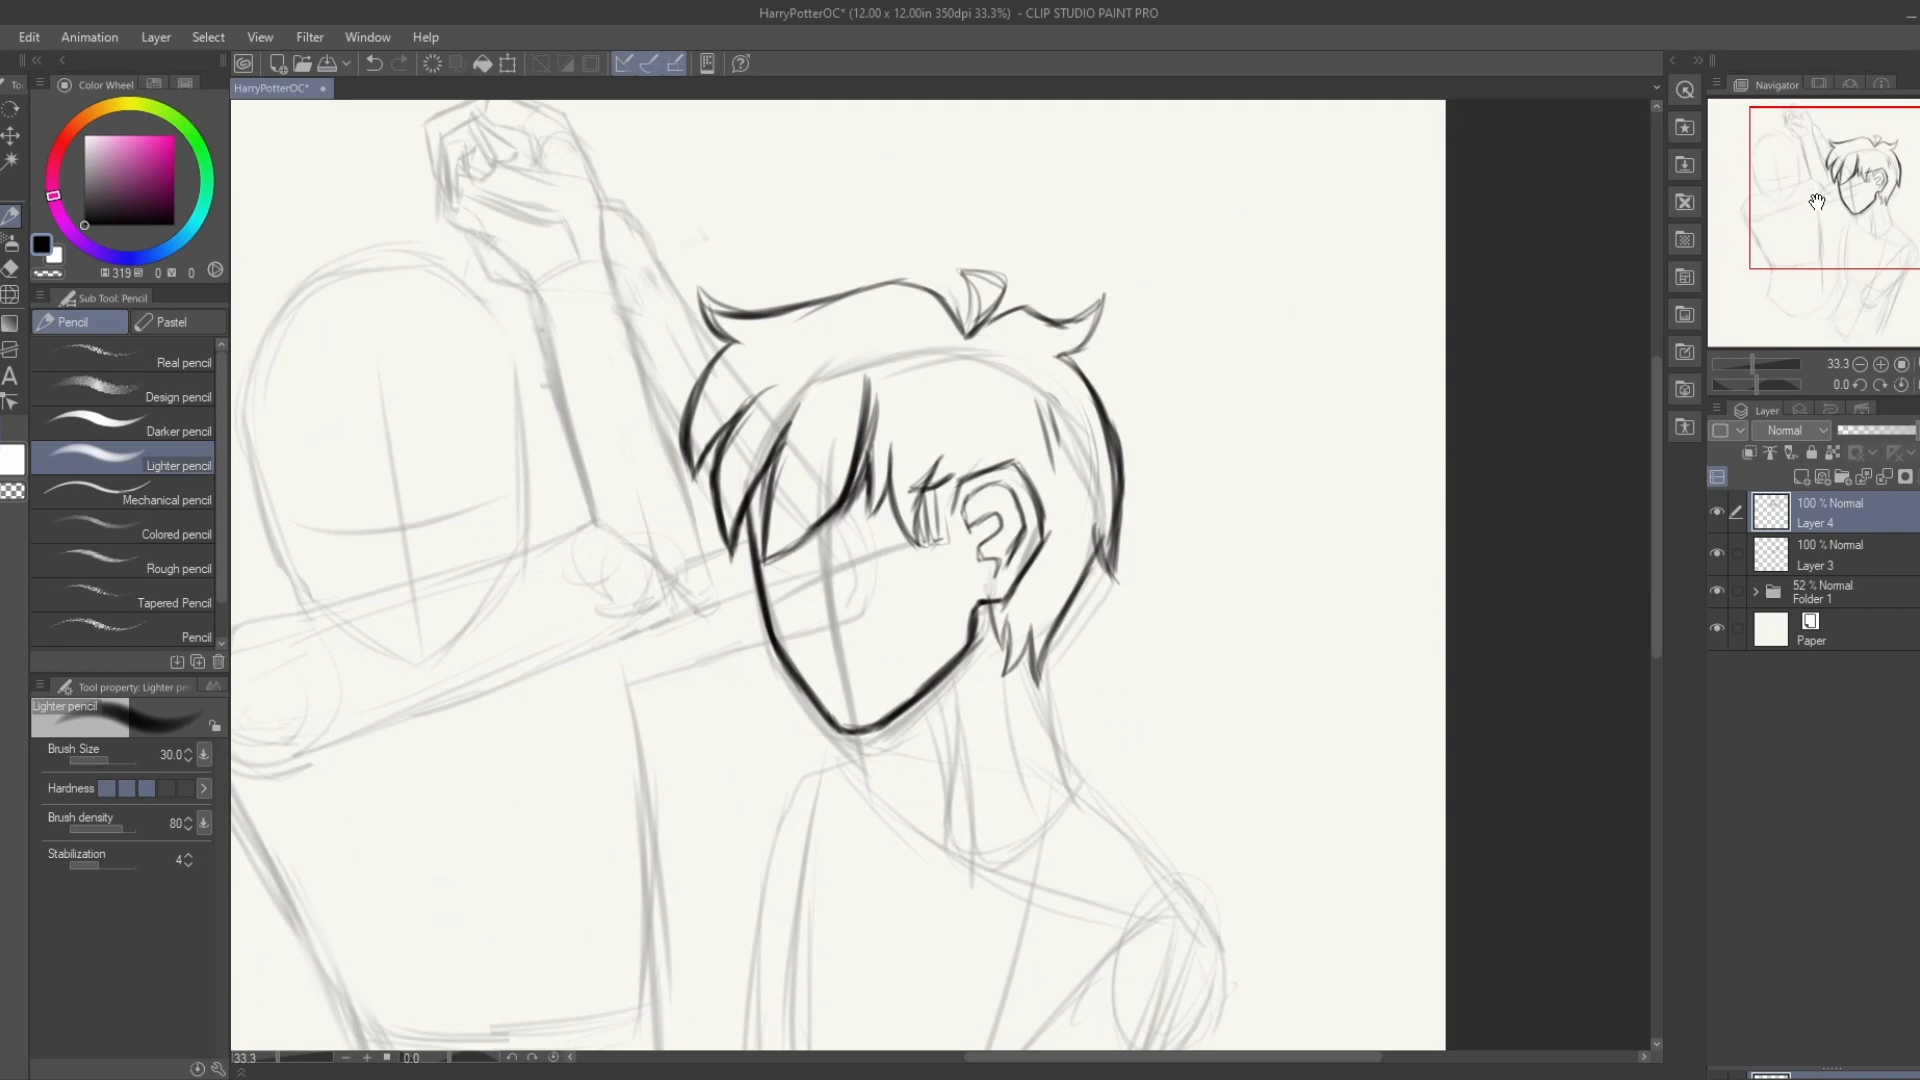 HarryPotterOC* (12.00 x 12.00in 350dpi 33.3%) - CLIP STUDIO PAINT PRO
Edit Animation Layer Select View Filter Window Help
Color Wheel
HarryPotterOC*
Navigator
319 0 0
Sub Tool: Pencil
Pencil Pastel
Real pencil
Design pencil
Darker pencil
Lighter pencil
Mechanical pencil
Colored pencil
Rough pencil
Tapered Pencil
Pencil
Tool property: Lighter pe
Lighter pencil
Brush Size 30.0
Hardness
Brush density 80
Stabilization 4
33.3 0.0
33.3
0.0
Layer
Normal
100 % Normal
Layer 4
100 % Normal
Layer 3
52 % Normal
Folder 1
Paper